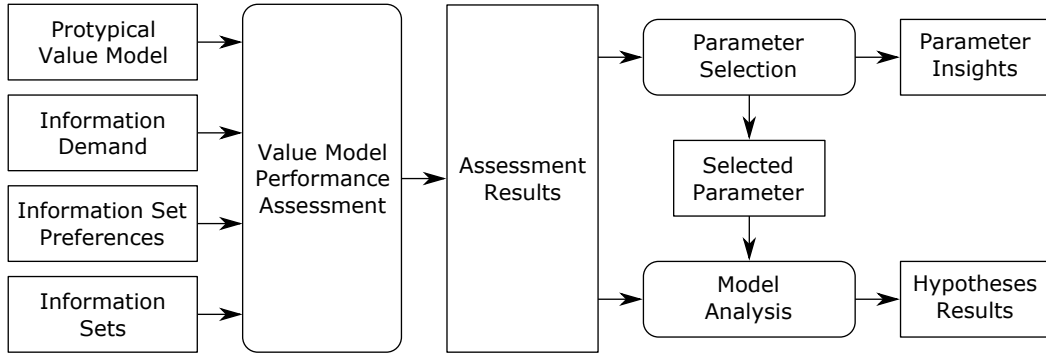 Protypical
Value Model
Information
Demand
Information Set
Preferences
Information
Sets
Value Model
Performance
Assessment
Assessment
Results
Parameter
Selection
Parameter
Insights
Selected
Parameter
Model
Analysis
Hypotheses
Results